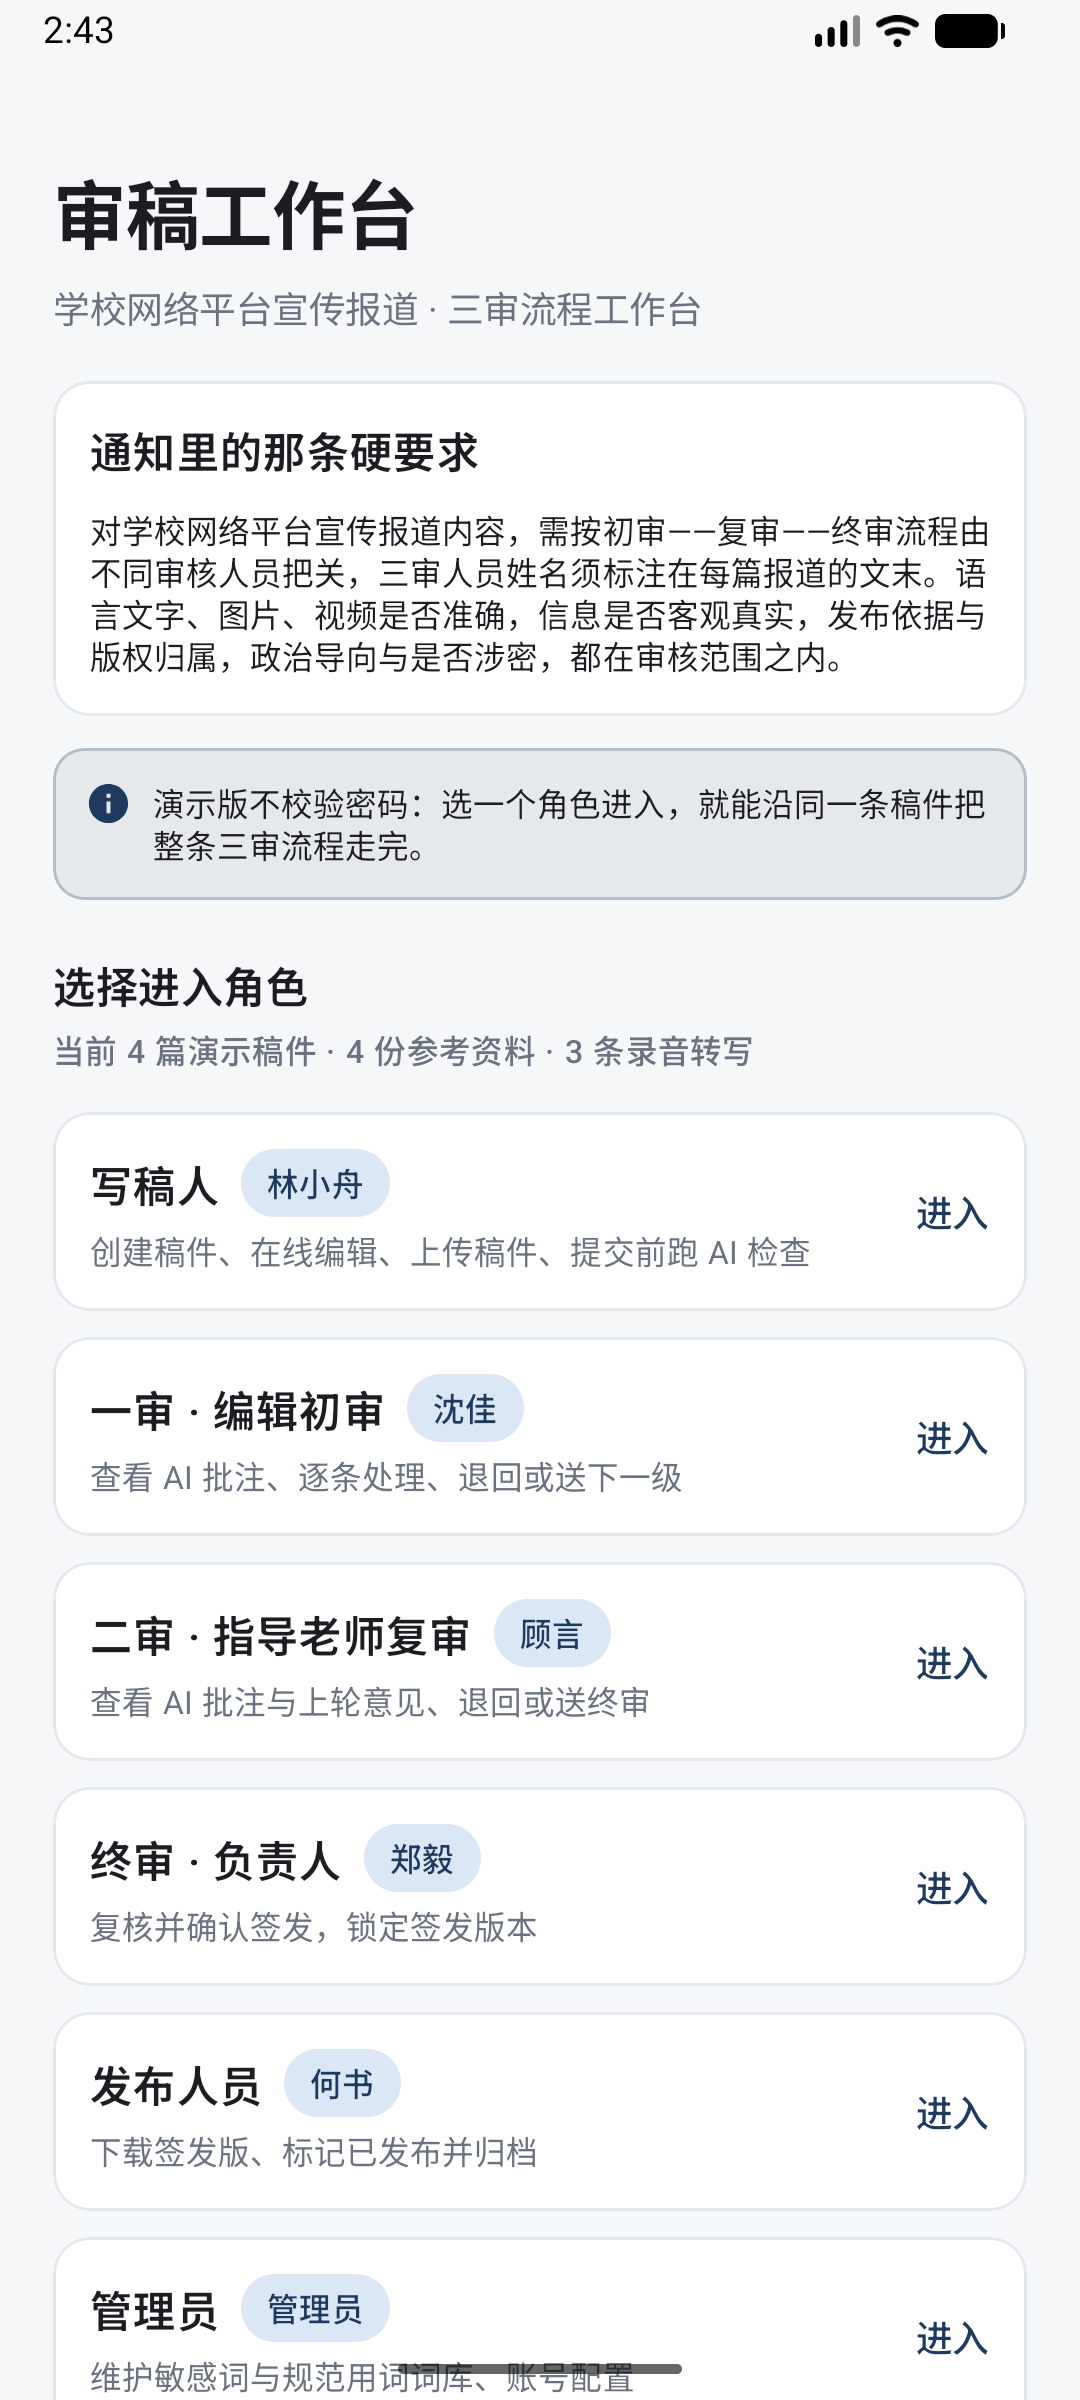 2:43
审稿工作台
学校网络平台宣传报道 · 三审流程工作台
通知里的那条硬要求
对学校网络平台宣传报道内容，需按初审——复审——终审流程由
不同审核人员把关，三审人员姓名须标注在每篇报道的文末。语
言文字、图片、视频是否准确，信息是否客观真实，发布依据与
版权归属，政治导向与是否涉密，都在审核范围之内。
演示版不校验密码：选一个角色进入，就能沿同一条稿件把
整条三审流程走完。
选择进入角色
当前 4 篇演示稿件 · 4 份参考资料 · 3 条录音转写
写稿人 林小舟
创建稿件、在线编辑、上传稿件、提交前跑 AI 检查
进入
一审 · 编辑初审 沈佳
查看 AI 批注、逐条处理、退回或送下一级
进入
二审 · 指导老师复审 顾言
查看 AI 批注与上轮意见、退回或送终审
进入
终审 · 负责人 郑毅
复核并确认签发，锁定签发版本
进入
发布人员 何书
下载签发版、标记已发布并归档
进入
管理员 管理员
维护敏感词与规范用词词库、账号配置
进入